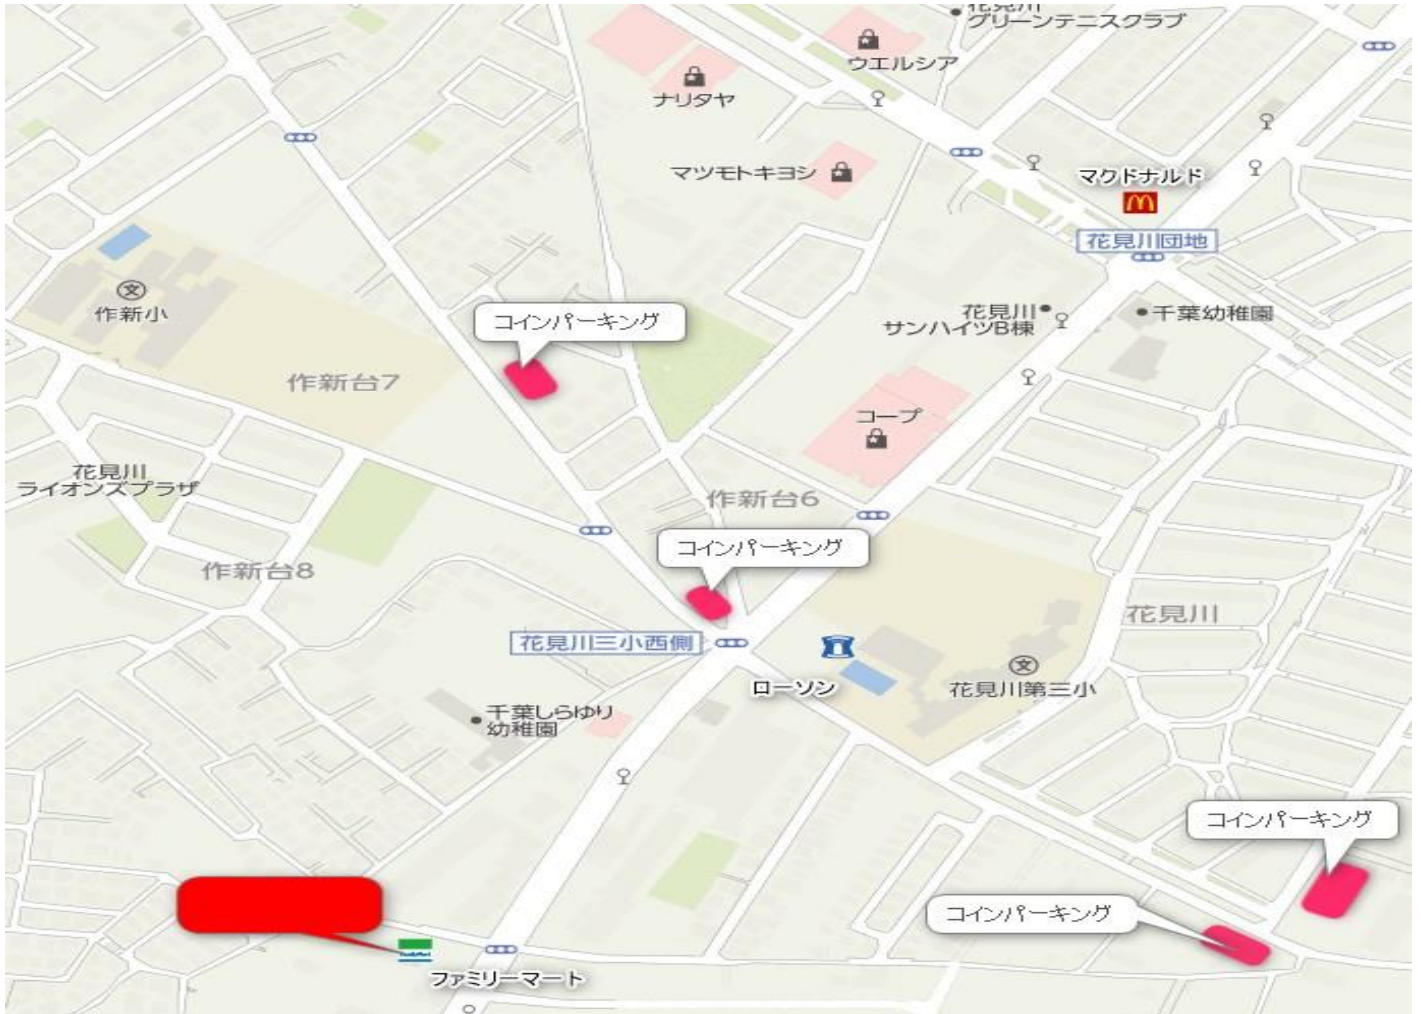 花見川
グリーンテニスクラブ
ウエルシア
ナリタヤ
マツモトキヨシ
マクドナルド
花見川団地
作新小
コインパーキング
花見川
サンハイツB棟
千葉幼稚園
作新台7
コープ
花見川
ライオンズプラザ
作新台6
コインパーキング
作新台8
花見川
花見川三小西側
ローソン
花見川第三小
千葉しらゆり
幼稚園
コインパーキング
コインパーキング
ファミリーマート